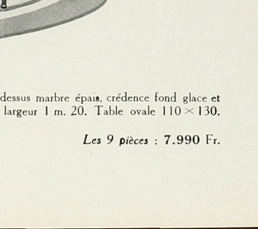 dessus marbre épais, crédence fond glace et
largeur 1 m. 20. Table ovale 110 × 130.
Les 9 pièces : 7.990 Fr.